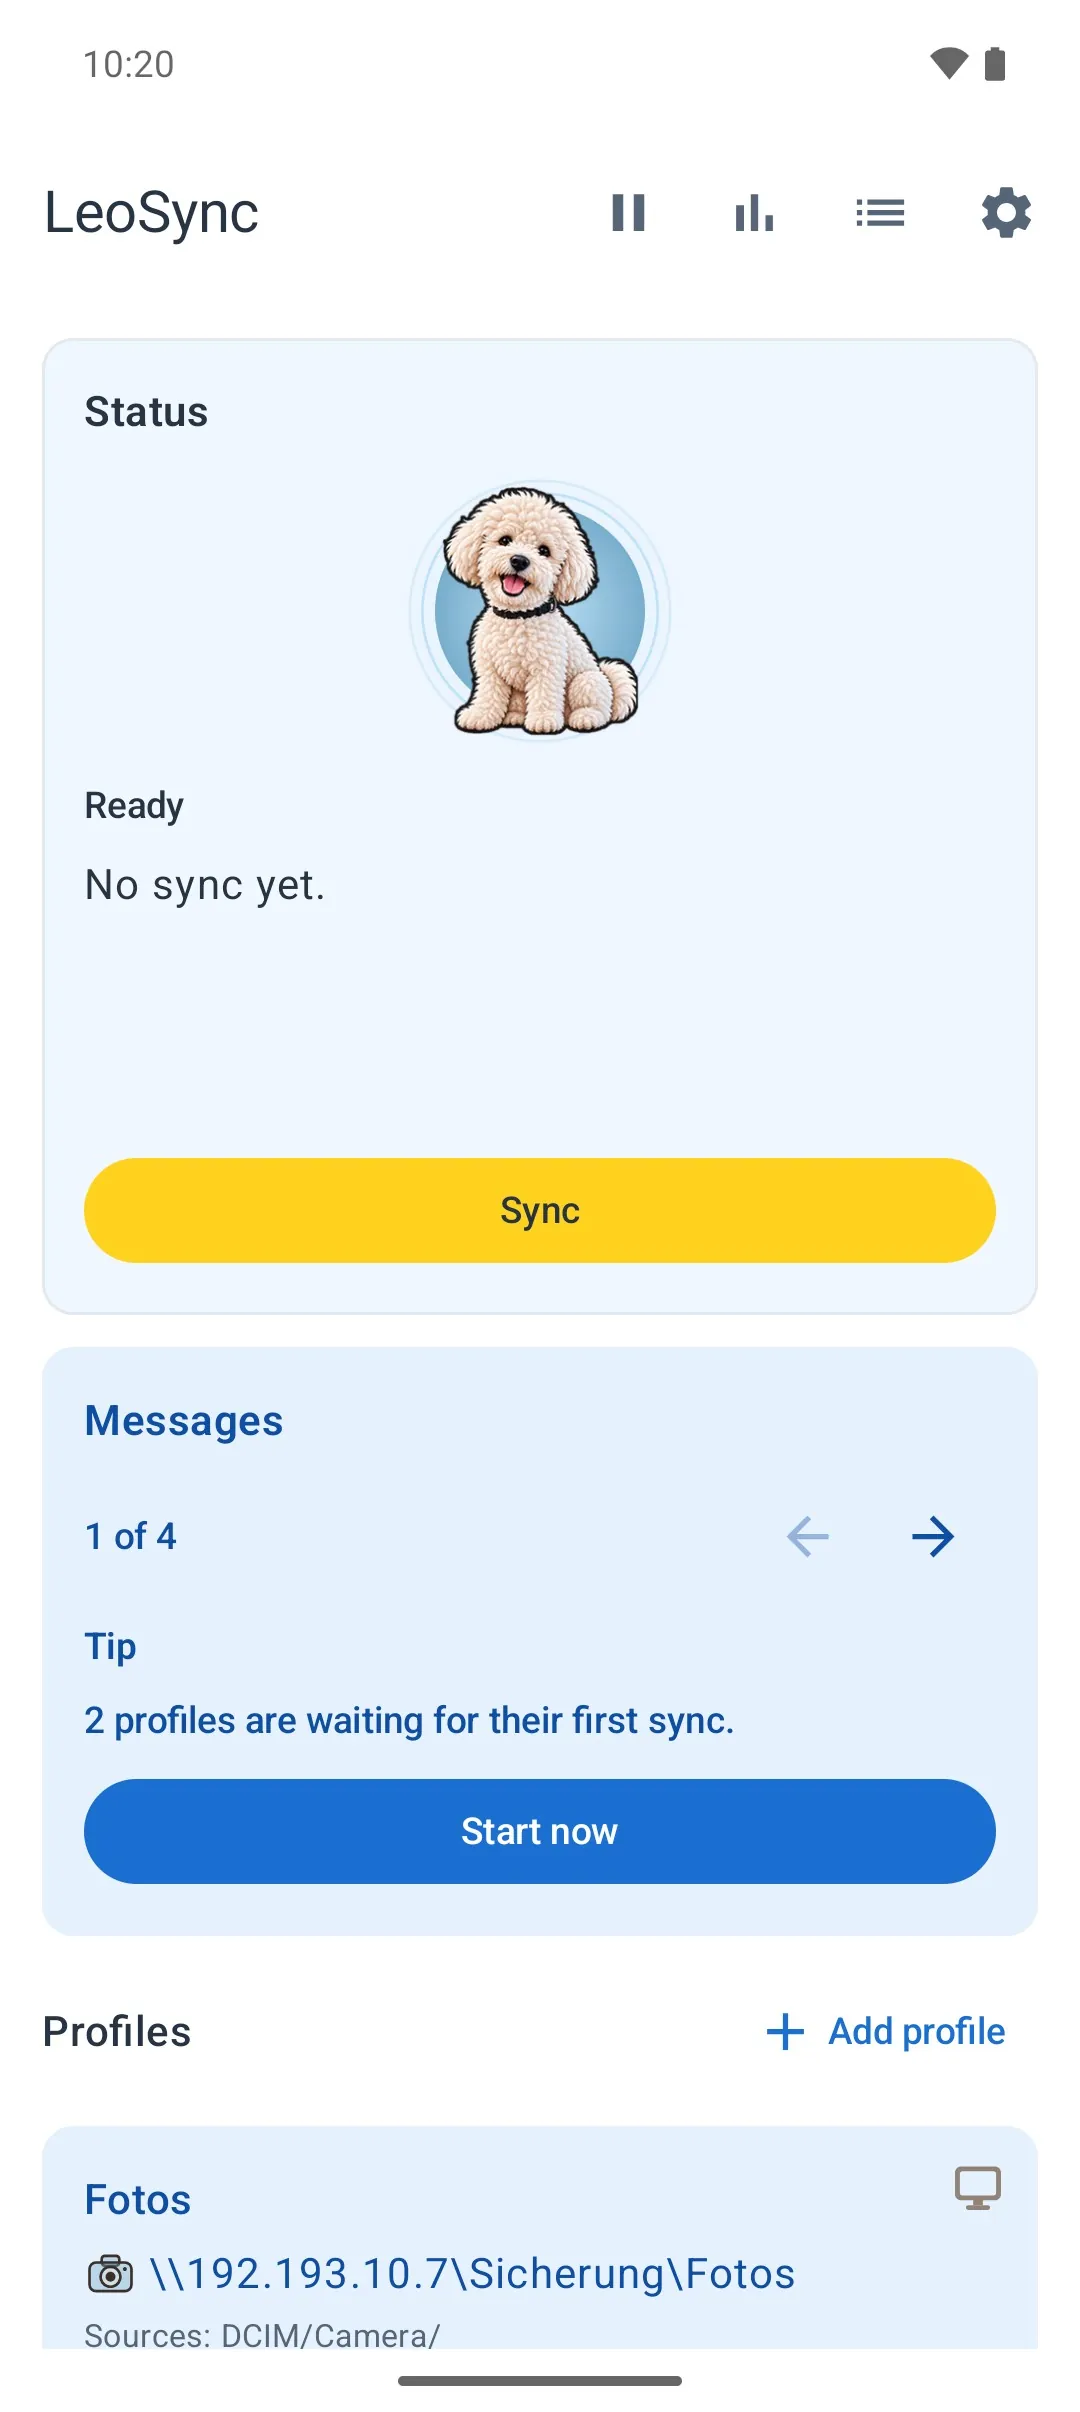 10:20
LeoSync
Status
Ready
No sync yet.
Sync
Messages
1 of 4
Tip
2 profiles are waiting for their first sync.
Start now
Profiles
Add profile
Fotos
\\192.193.10.7\Sicherung\Fotos
Sources: DCIM/Camera/